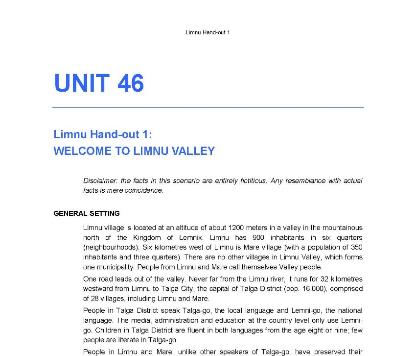 Limnu Hand-out 1
UNIT 46
Limnu Hand-out 1:
WELCOME TO LIMNU VALLEY
Disclaimer: the facts in this scenario are entirely fictitious. Any resemblance with actual
facts is mere coincidence.
GENERAL SETTING
Limnu village is located at an altitude of about 1200 meters in a valley in the mountainous
north of the Kingdom of Lemnik. Limnu has 900 inhabitants in six quarters
(neighbourhoods). Six kilometres west of Limnu is Mare village (with a population of 350
inhabitants and three quarters). There are no other villages in Limnu Valley, which forms
one municipality. People from Limnu and Mare call themselves Valley people.
One road leads out of the valley. Never far from the Limnu river, it runs for 32 kilometres
westward from Limnu to Talga City, the capital of Talga District (pop. 16.000), comprised
of 28 villages, including Limnu and Mare.
People in Talga District speak Talga-go, the local language and Lemnii-go, the national
language. The media, administration and education at the country level only use Lemni-
go. Children in Talga District are fluent in both languages from the age eight or nine; few
people are literate in Talga-go.
People in Limnu and Mare, unlike other speakers of Talga-go, have preserved their